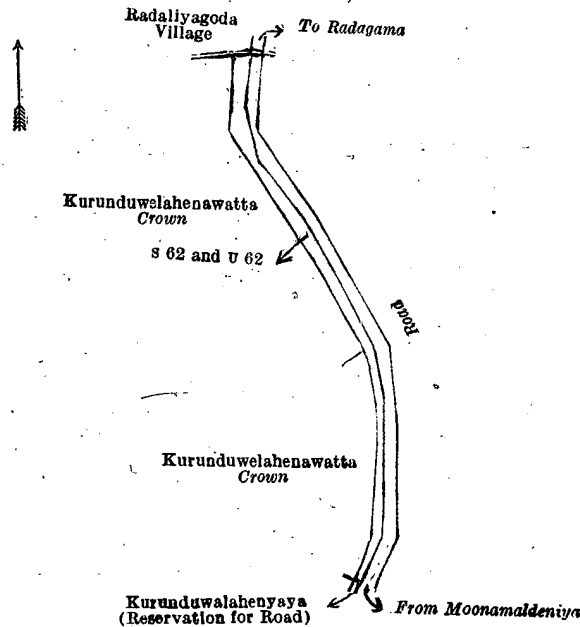 Radaliyagoda
Village
To Radagama
Kurunduwelahenawatta
Crown
S 62 and U 62
Road
Kurunduwelahenawatta
Crown
Kurunduwalahenyaya
(Reservation for Road)
From Moonamaldeniya